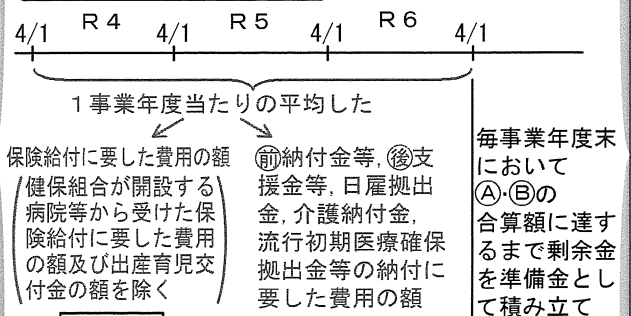 R4 R5 R6
4/1 4/1 4/1 4/1
1事業年度当たりの平均した
保険給付に要した費用の額
健保組合が開設する
病院等から受けた保
険給付に要した費用
の額及び出産育児交
付金の額を除く
㊤納付金等，㊦支
援金等，日雇拠出
金，介護納付金，
流行初期医療確保
拠出金等の納付に
要した費用の額
毎事業年度末
において
Ⓐ･Ⓑの
合算額に達す
るまで剰余金
を準備金とし
て積み立て